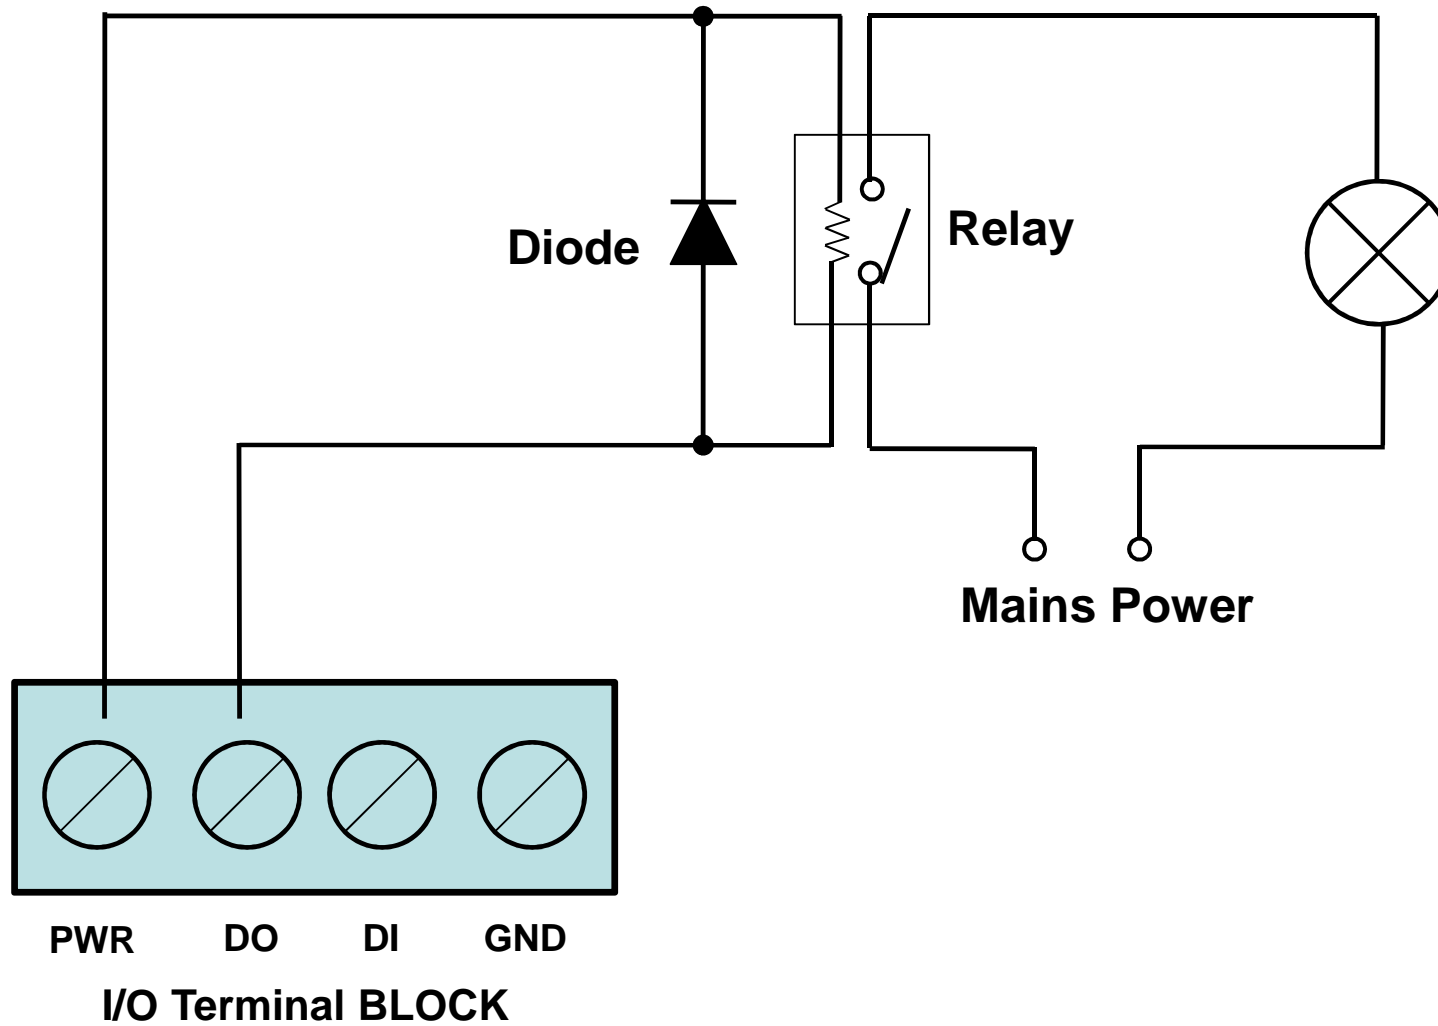 Diode
Relay
Mains Power
PWR DO DI GND
I/O Terminal BLOCK